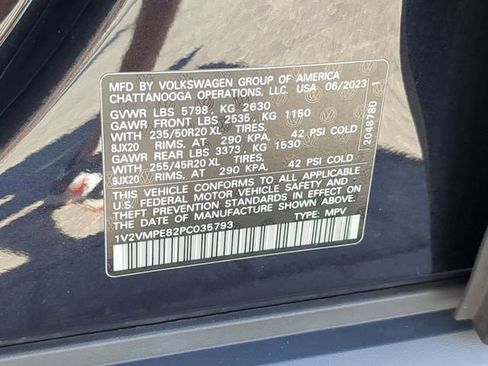 MFD BY VOLKSWAGEN GROUP OF AMERICA
CHATTANOOGA OPERATIONS, LLC. USA 06/2023
GVWR LBS 5798, KG 2630
GAWR FRONT LBS 2535, KG 1150
WITH 235/50R20 XL TIRES,
8JX20 RIMS, AT 290 KPA, 42 PSI COLD
GAWR REAR LBS 3373, KG 1530
WITH 255/45R20 XL TIRES,
9JX20 RIMS, AT 290 KPA, 42 PSI COLD
THIS VEHICLE CONFORMS TO ALL APPLICABLE
U.S. FEDERAL MOTOR VEHICLE SAFETY AND
THEFT PREVENTION STANDARDS IN EFFECT ON
THE DATE OF MANUFACTURE SHOWN ABOVE.
1V2VMPE82PC035793 TYPE: MPV
2048780